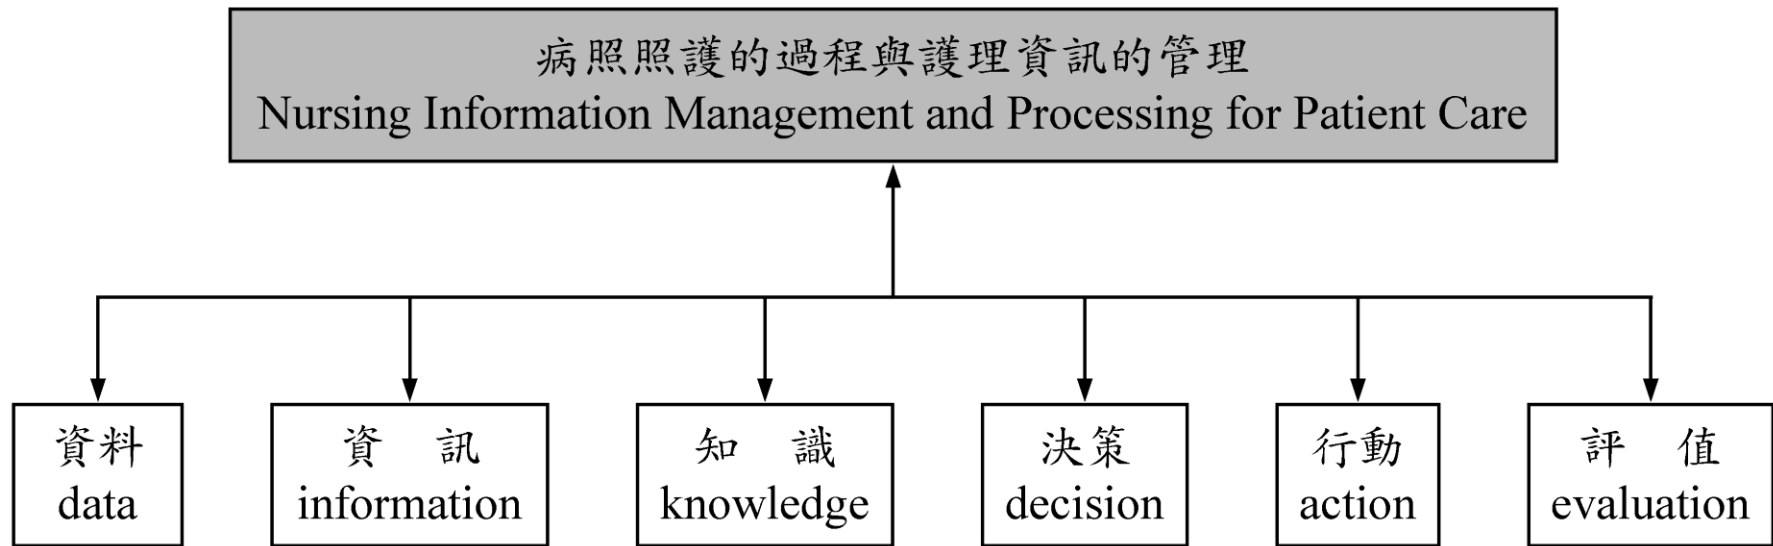 病照照護的過程與護理資訊的管理
Nursing Information Management and Processing for Patient Care
資料
data
資 訊
information
知 識
knowledge
決策
decision
行動
action
評 值
evaluation